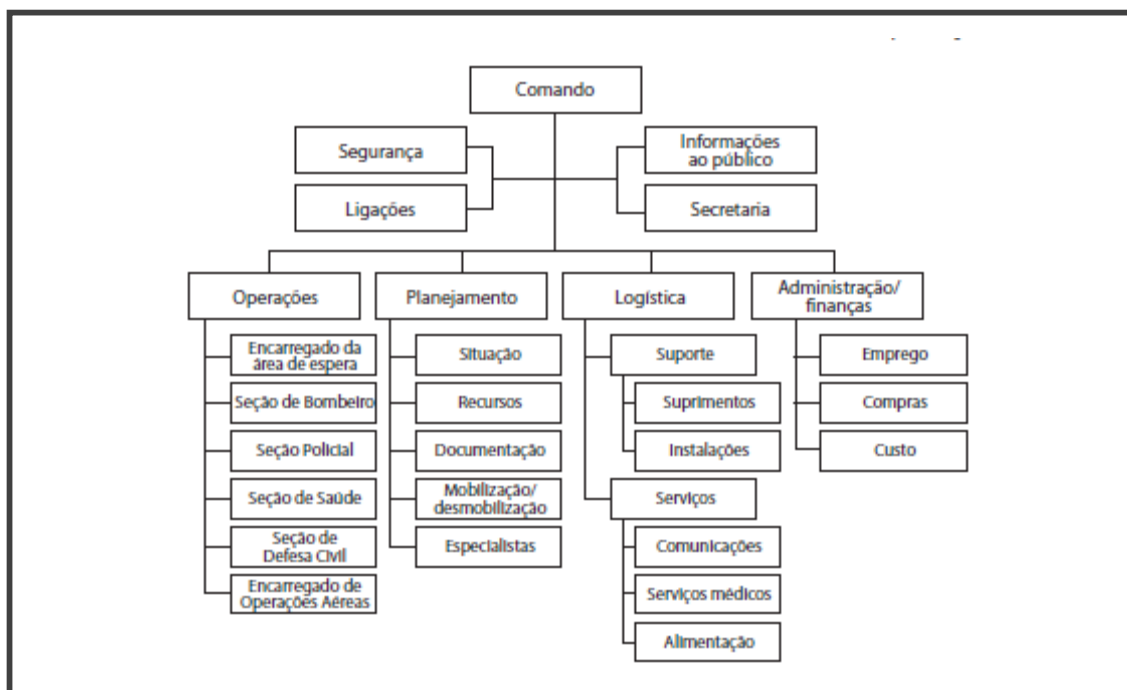 Comando
Segurança
Informações
ao público
Ligações
Secretaria
Operações
Planejamento
Logística
Administração/
finanças
Encarregado da
área de espera
Seção de Bombeiro
Seção Policial
Seção de Saúde
Seção de
Defesa Civil
Encarregado de
Operações Aéreas
Situação
Recursos
Documentação
Mobilização/
desmobilização
Especialistas
Suporte
Suprimentos
Instalações
Serviços
Comunicações
Serviços médicos
Alimentação
Emprego
Compras
Custo